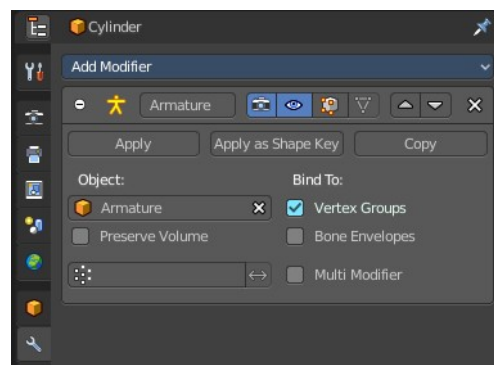 Cylinder
Add Modifier
Armature
Apply Apply as Shape Key Copy
Object: Bind To:
Armature Vertex Groups
Preserve Volume Bone Envelopes
Multi Modifier